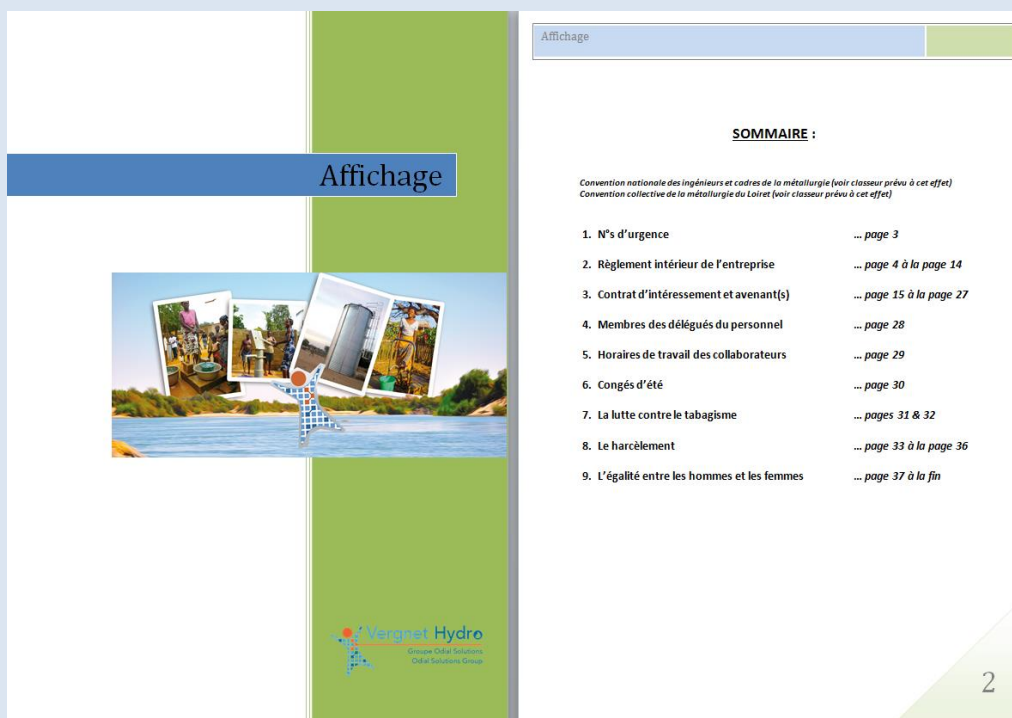 Affichage
Vergnet Hydro
Groupe Odial Solutions
Odial Solutions Group
Affichage
SOMMAIRE :
Convention nationale des ingénieurs et cadres de la métallurgie (voir classeur prévu à cet effet)
Convention collective de la métallurgie du Loiret (voir classeur prévu à cet effet)
1. N°s d’urgence ... page 3
2. Règlement intérieur de l’entreprise ... page 4 à la page 14
3. Contrat d’intéressement et avenant(s) ... page 15 à la page 27
4. Membres des délégués du personnel ... page 28
5. Horaires de travail des collaborateurs ... page 29
6. Congés d’été ... page 30
7. La lutte contre le tabagisme ... pages 31 & 32
8. Le harcèlement ... page 33 à la page 36
9. L’égalité entre les hommes et les femmes ... page 37 à la fin
2